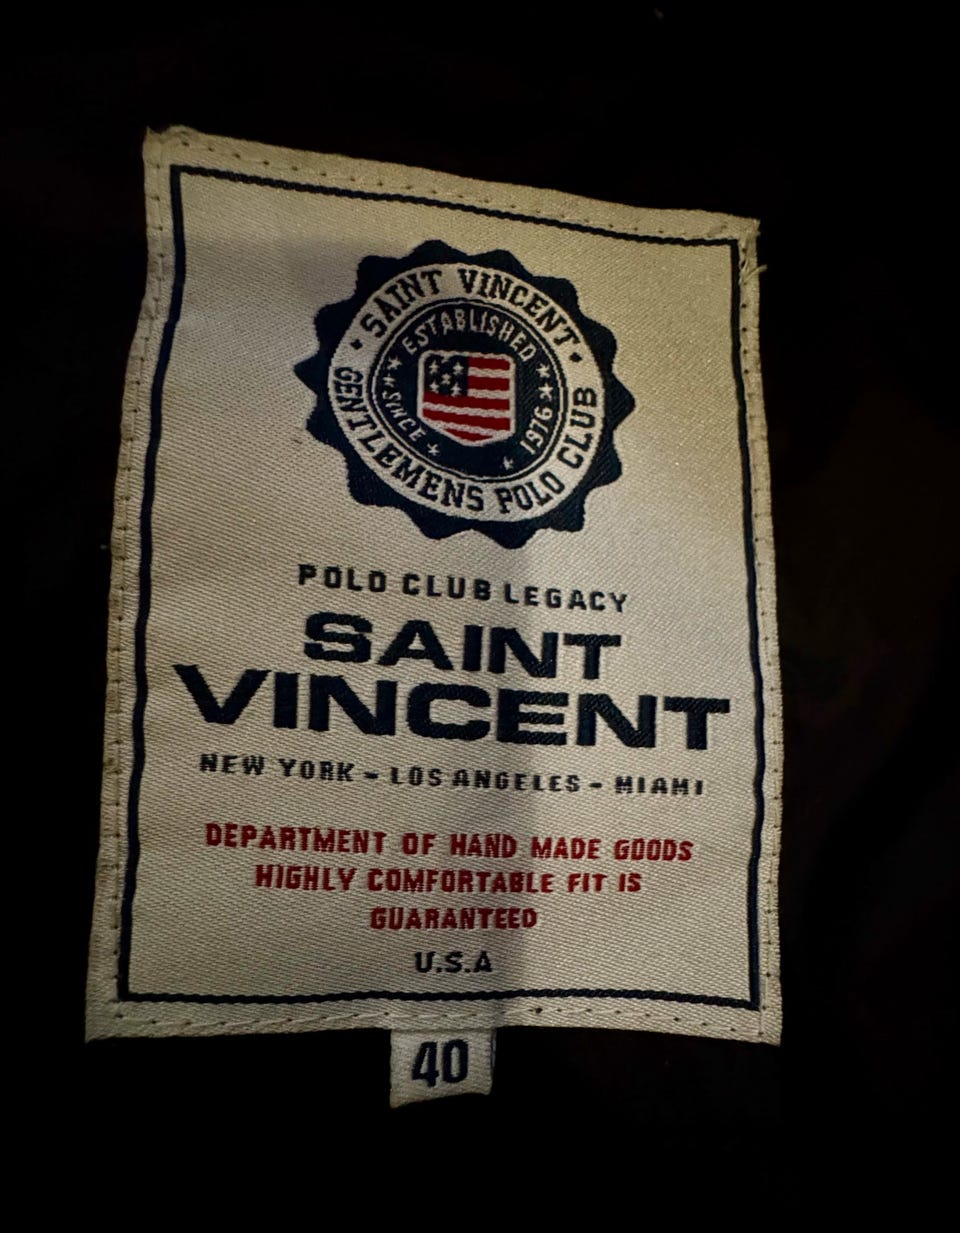 SAINT VINCENT
GENTLEMENS POLO CLUB
ESTABLISHED
SINCE 1976
POLO CLUB LEGACY
SAINT
VINCENT
NEW YORK - LOS ANGELES - MIAMI
DEPARTMENT OF HAND MADE GOODS
HIGHLY COMFORTABLE FIT IS
GUARANTEED
U.S.A
40